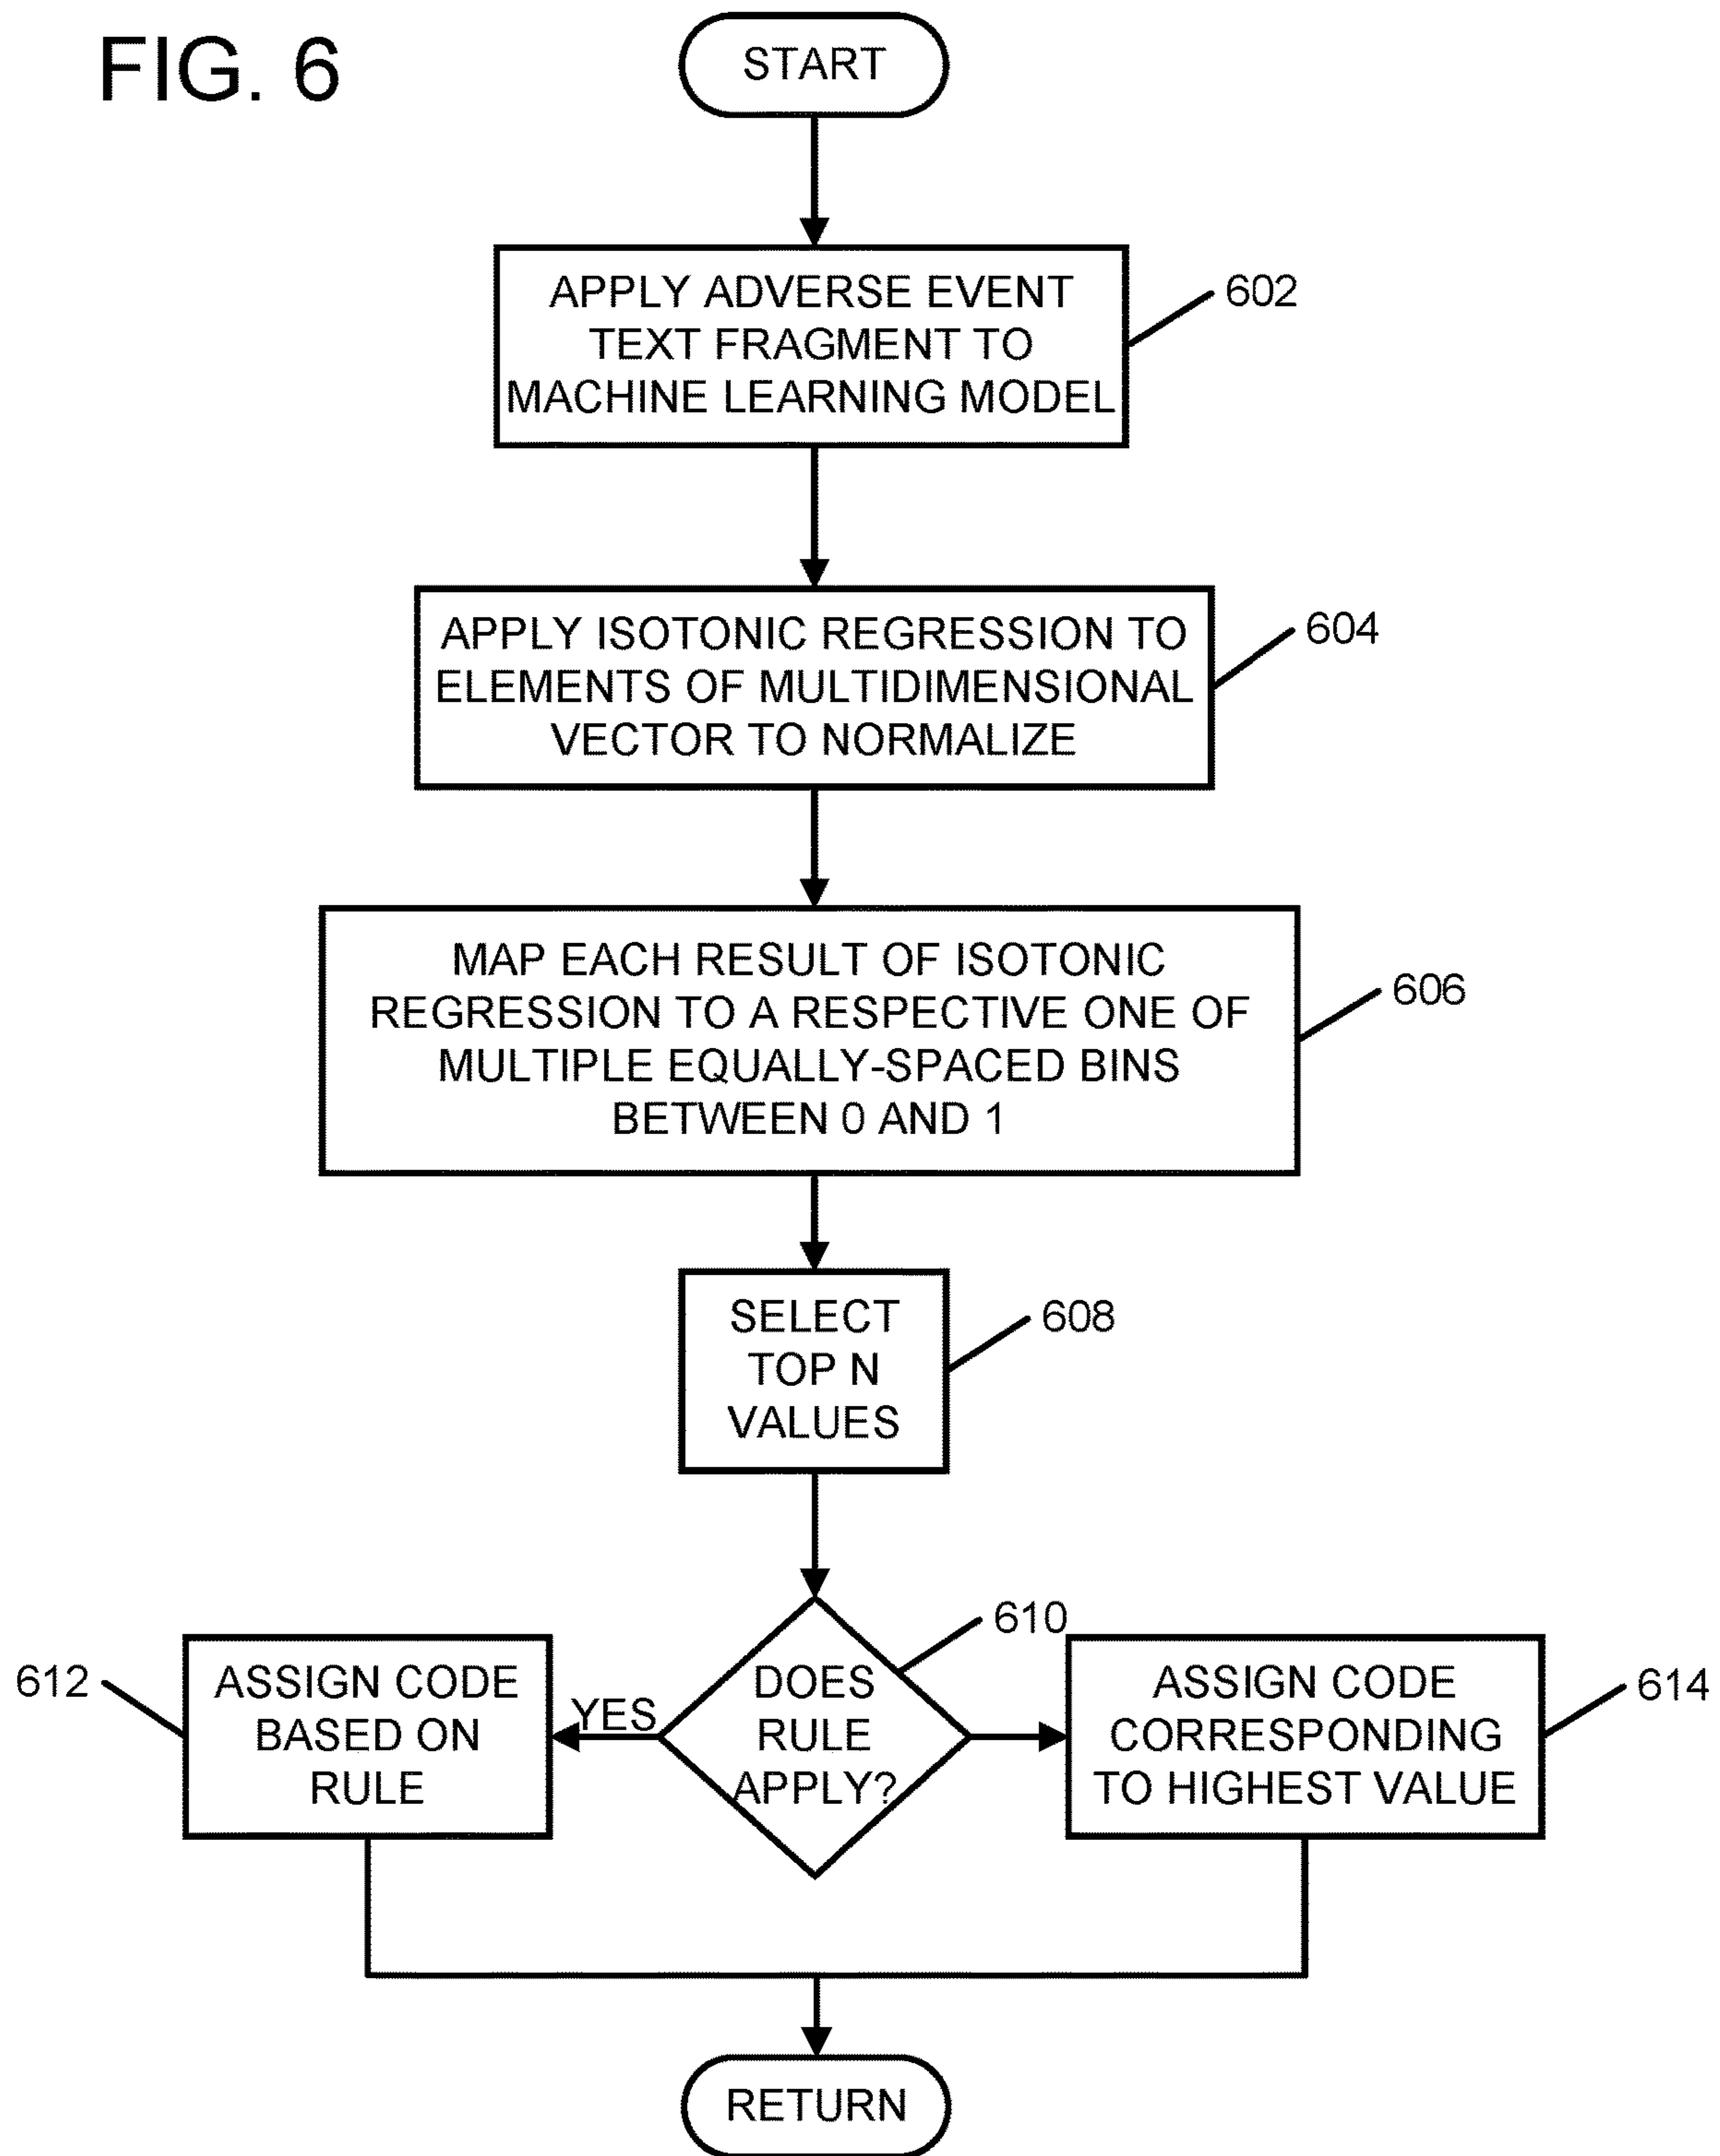 FIG. 6
START
APPLY ADVERSE EVENT
TEXT FRAGMENT TO
MACHINE LEARNING MODEL
602
APPLY ISOTONIC REGRESSION TO
ELEMENTS OF MULTIDIMENSIONAL
VECTOR TO NORMALIZE
604
MAP EACH RESULT OF ISOTONIC
REGRESSION TO A RESPECTIVE ONE OF
MULTIPLE EQUALLY-SPACED BINS
BETWEEN 0 AND 1
606
SELECT
TOP N
VALUES
608
612
ASSIGN CODE
BASED ON
RULE
YES
DOES
RULE
APPLY?
610
ASSIGN CODE
CORRESPONDING
TO HIGHEST VALUE
614
RETURN